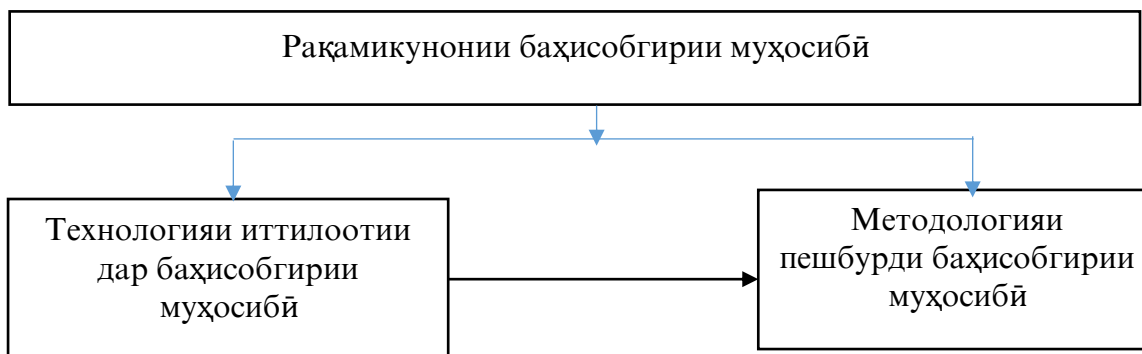 Рақамикунонии баҳисобгирии муҳосибӣ
Технологияи иттилоотии
дар баҳисобгирии
муҳосибӣ
Методологияи
пешбурди баҳисобгирии
муҳосибӣ